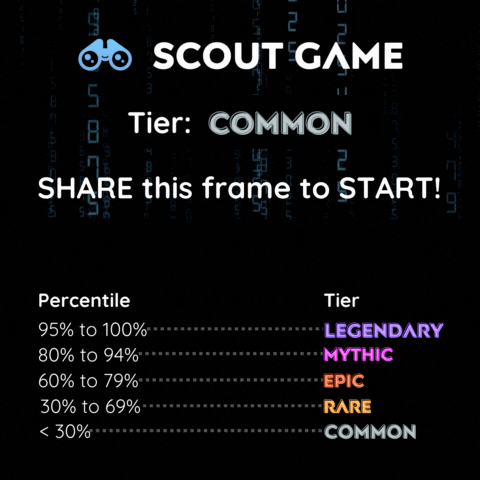 SCOUT GAME
Tier: COMMON
SHARE this frame to START!
Percentile Tier
95% to 100% LEGENDARY
80% to 94% MYTHIC
60% to 79% EPIC
30% to 69% RARE
< 30% COMMON